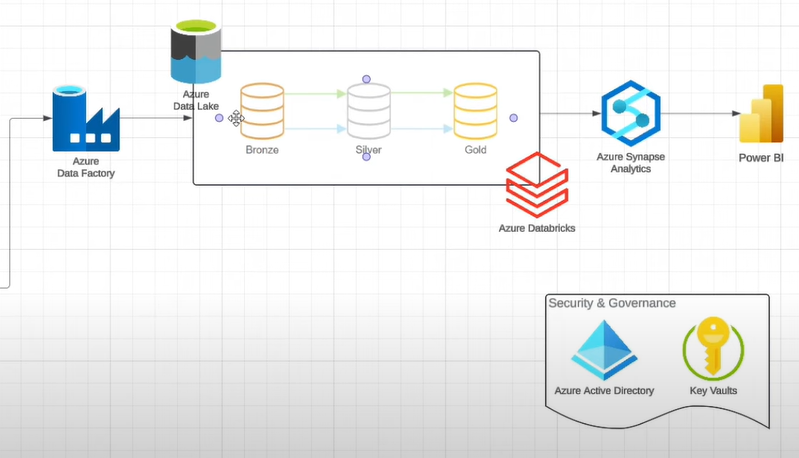 Azure
Data Lake
Azure
Data Factory
Bronze
Silver
Gold
Azure Databricks
Azure Synapse
Analytics
Power BI
Security & Governance
Azure Active Directory
Key Vaults